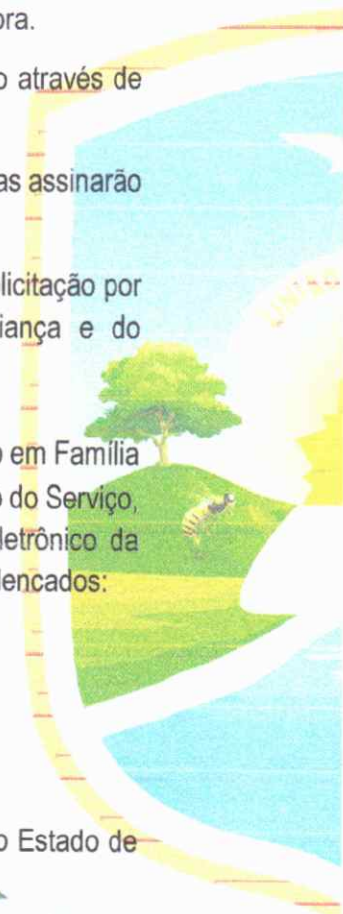 ora.
o através de
as assinarão
licitação por
iança e do
o em Família
o do Serviço,
letrônico da
lencados:
o Estado de